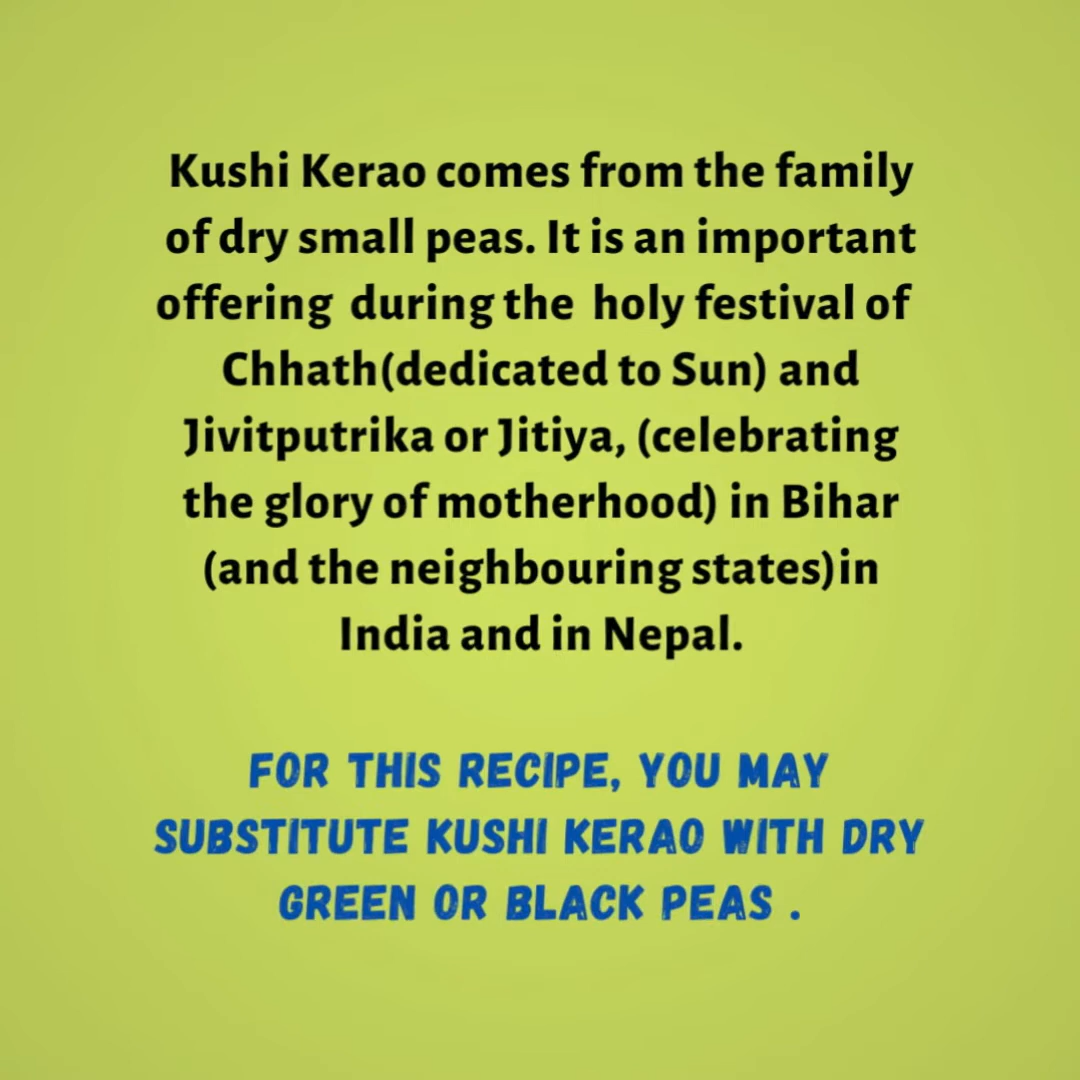 Kushi Kerao comes from the family
of dry small peas. It is an important
offering during the holy festival of
Chhath(dedicated to Sun) and
Jivitputrika or Jitiya, (celebrating
the glory of motherhood) in Bihar
(and the neighbouring states)in
India and in Nepal.
FOR THIS RECIPE, YOU MAY
SUBSTITUTE KUSHI KERAO WITH DRY
GREEN OR BLACK PEAS .